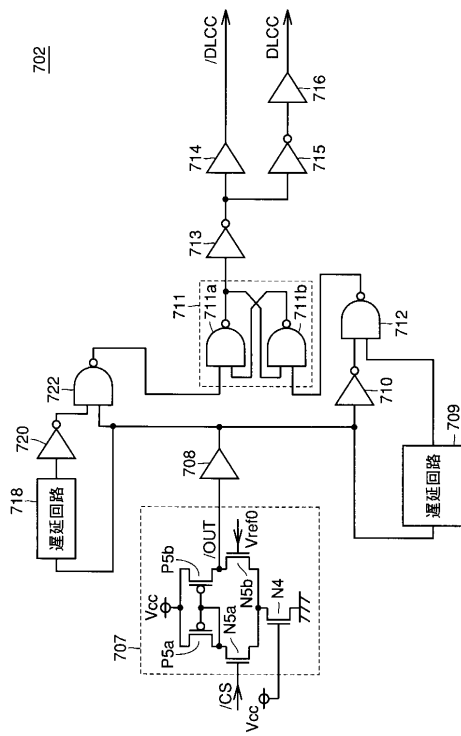 702
/DLCC
DLCC
714
716
715
713
711
711a
711b
722
712
720
710
718
遅延回路
709
遅延回路
708
707
Vcc
P5a
P5b
/OUT
N5a
N5b
Vref0
/CS
N4
Vcc